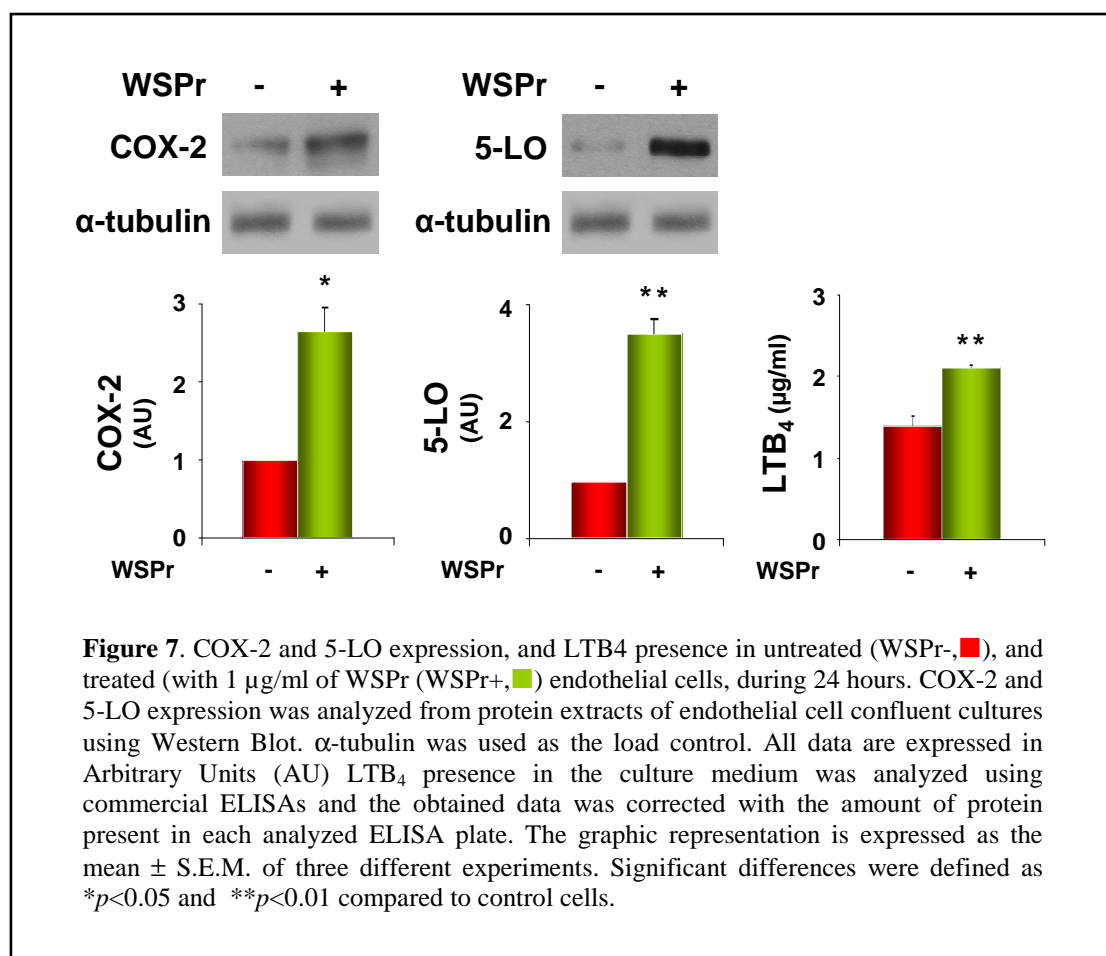 WSPr - + WSPr - +
COX-2 5-LO
α-tubulin α-tubulin
* ** **
3 4 3
2 2 2
1 0 1
0 0
COX-2 (AU) 5-LO (AU) LTB4 (µg/ml)
WSPr - + WSPr - + WSPr - +
Figure 7. COX-2 and 5-LO expression, and LTB4 presence in untreated (WSPr-,■), and
treated (with 1 µg/ml of WSPr (WSPr+,■) endothelial cells, during 24 hours. COX-2 and
5-LO expression was analyzed from protein extracts of endothelial cell confluent cultures
using Western Blot. α-tubulin was used as the load control. All data are expressed in
Arbitrary Units (AU) LTB₄ presence in the culture medium was analyzed using
commercial ELISAs and the obtained data was corrected with the amount of protein
present in each analyzed ELISA plate. The graphic representation is expressed as the
mean ± S.E.M. of three different experiments. Significant differences were defined as
*p<0.05 and **p<0.01 compared to control cells.